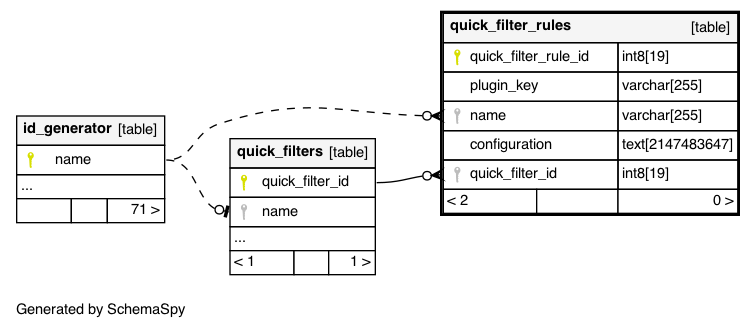 quick_filter_rules [table]
quick_filter_rule_id int8[19]
plugin_key varchar[255]
name varchar[255]
configuration text[2147483647]
quick_filter_id int8[19]
< 2 0 >
id_generator [table]
name
...
71 >
quick_filters [table]
quick_filter_id
name
...
< 1 1 >
Generated by SchemaSpy